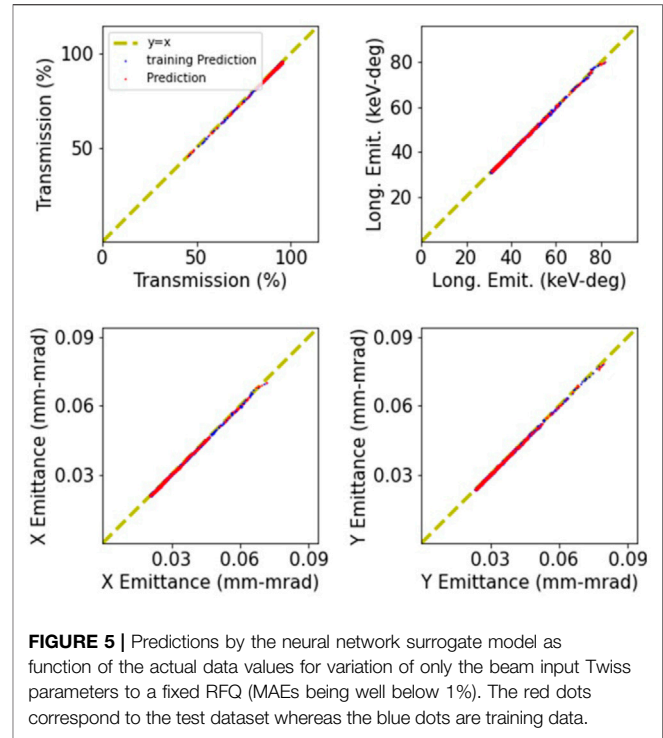 Transmission (%)
100
50
0
50
100
Transmission (%)
y=x
training Prediction
Prediction
Long. Emit. (keV-deg)
80
60
40
20
0
20
40
60
80
Long. Emit. (keV-deg)
X Emittance (mm-mrad)
0.09
0.06
0.03
0.03
0.06
0.09
X Emittance (mm-mrad)
Y Emittance (mm-mrad)
0.09
0.06
0.03
0.03
0.06
0.09
Y Emittance (mm-mrad)
FIGURE 5 | Predictions by the neural network surrogate model as
function of the actual data values for variation of only the beam input Twiss
parameters to a fixed RFQ (MAEs being well below 1%). The red dots
correspond to the test dataset whereas the blue dots are training data.